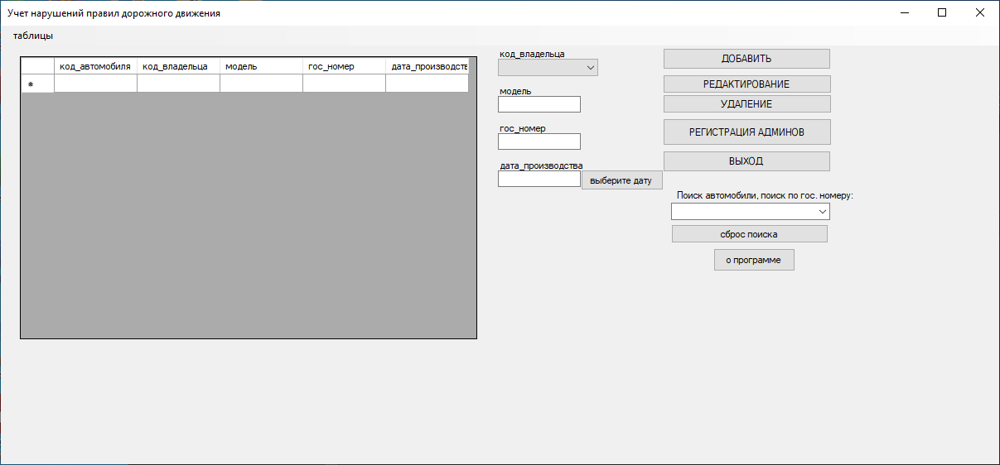 Учет нарушений правил дорожного движения
таблицы
код_автомобиля код_владельца модель гос_номер дата_производств
код_владельца
модель
гос_номер
дата_производства
выберите дату
ДОБАВИТЬ
РЕДАКТИРОВАНИЕ
УДАЛЕНИЕ
РЕГИСТРАЦИЯ АДМИНОВ
ВЫХОД
Поиск автомобили, поиск по гос. номеру:
сброс поиска
о программе